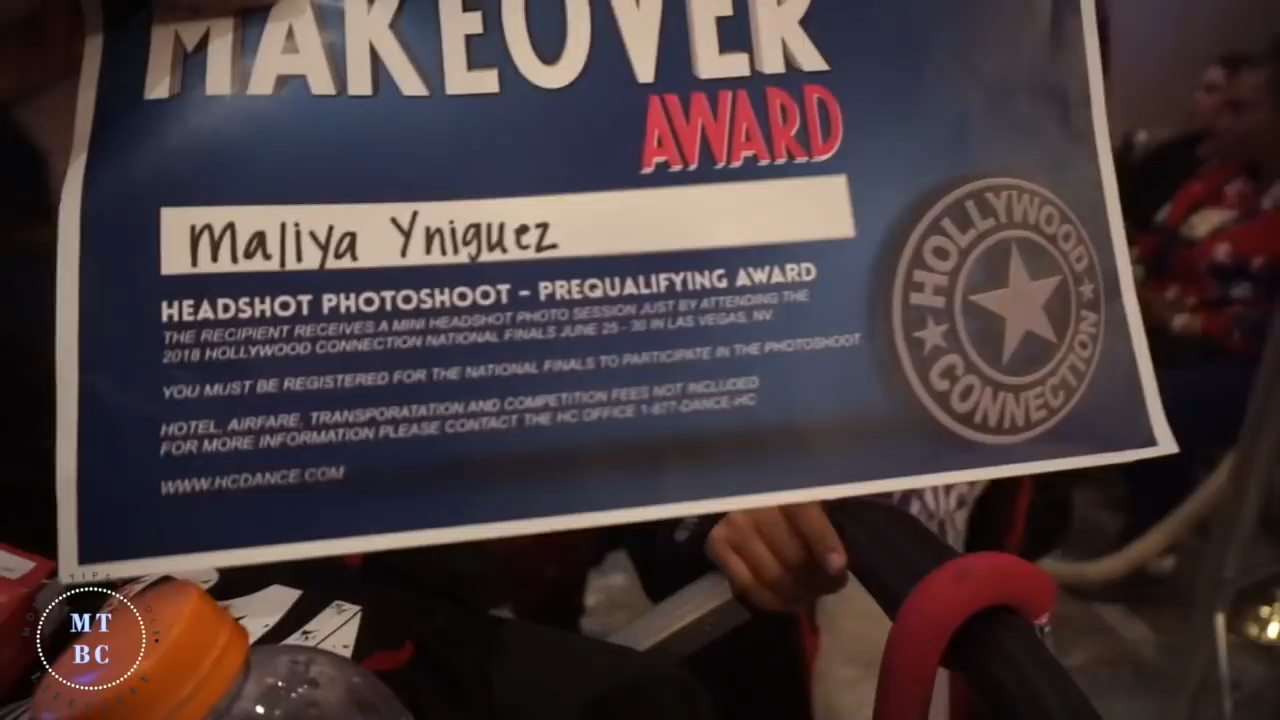 MAKEOVER
AWARD
Maliya Yniguez
HEADSHOT PHOTOSHOOT - PREQUALIFYING AWARD
THE RECIPIENT RECEIVES A MINI HEADSHOT PHOTO SESSION JUST BY ATTENDING THE
2018 HOLLYWOOD CONNECTION NATIONAL FINALS JUNE 25 - 30 IN LAS VEGAS, NV
YOU MUST BE REGISTERED FOR THE NATIONAL FINALS TO PARTICIPATE IN THE PHOTOSHOOT
HOTEL, AIRFARE, TRANSPORATATION AND COMPETITION FEES NOT INCLUDED
FOR MORE INFORMATION PLEASE CONTACT THE HC OFFICE 1-877-DANCE-HC
WWW.HCDANCE.COM
HOLLYWOOD
CONNECTION
TIPS
MT
BC